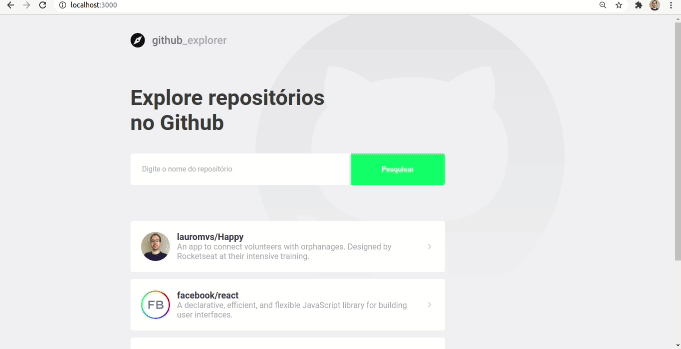 localhost:3000
github_explorer
Explore repositórios
no Github
Digite o nome do repositório
Pesquisar
lauromvs/Happy
An app to connect volunteers with orphanages. Designed by
Rocketseat at their intensive training.
FB
facebook/react
A declarative, efficient, and flexible JavaScript library for building
user interfaces.